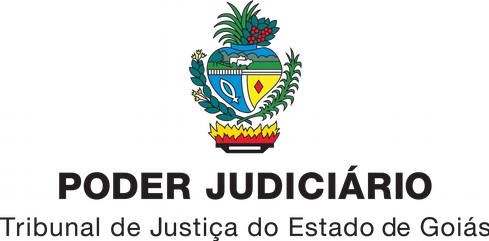 PODER JUDICIÁRIO
Tribunal de Justiça do Estado de Goiás